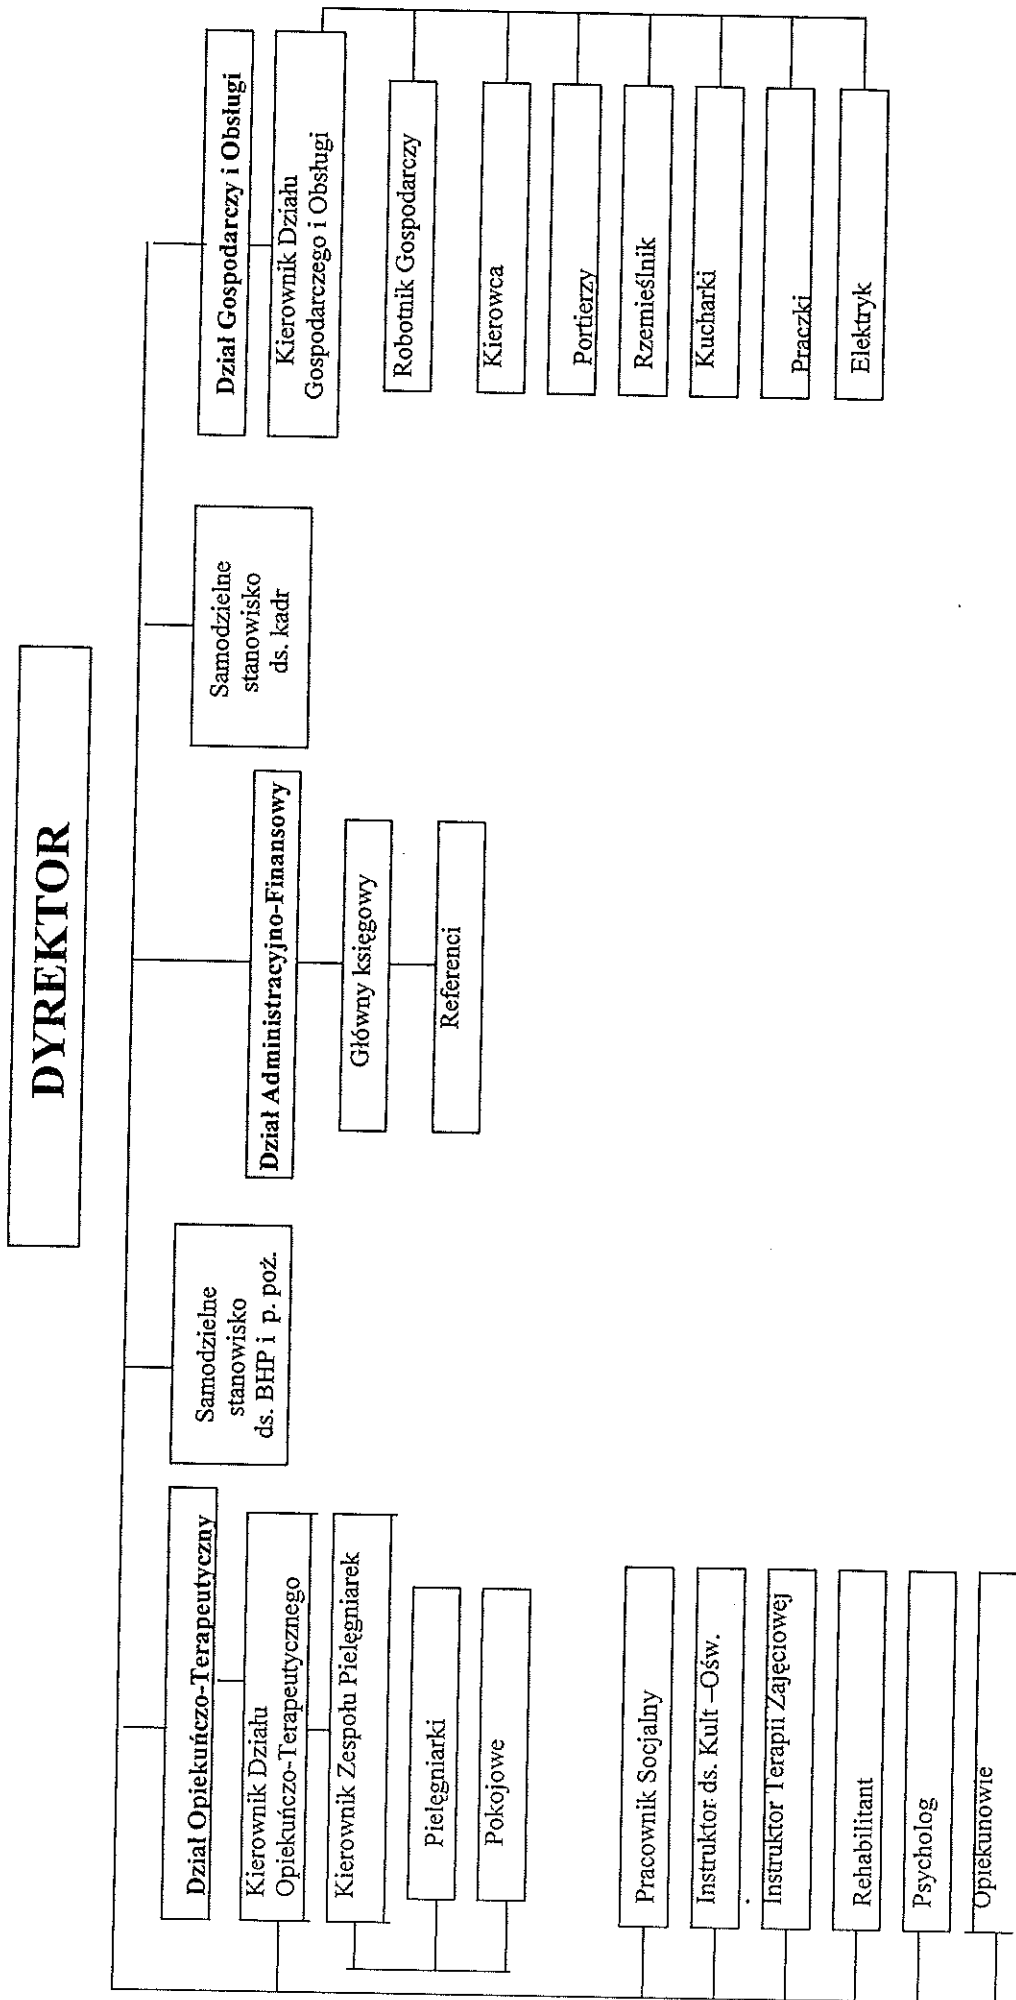 DYREKTOR
Dział Opiekuńczo-Terapeutyczny
Kierownik Działu
Opiekuńczo-Terapeutycznego
Kierownik Zespołu Pielęgniarek
Pielęgniarki
Pokojowe
Pracownik Socjalny
Instruktor ds. Kult –Ośw.
Instruktor Terapii Zajęciowej
Rehabilitant
Psycholog
Opiekunowie
Samodzielne
stanowisko
ds. BHP i p. poż.
Dział Administracyjno-Finansowy
Główny księgowy
Referenci
Samodzielne
stanowisko
ds. kadr
Dział Gospodarczy i Obsługi
Kierownik Działu
Gospodarczego i Obsługi
Robotnik Gospodarczy
Kierowca
Portierzy
Rzemieślnik
Kucharki
Praczki
Elektryk